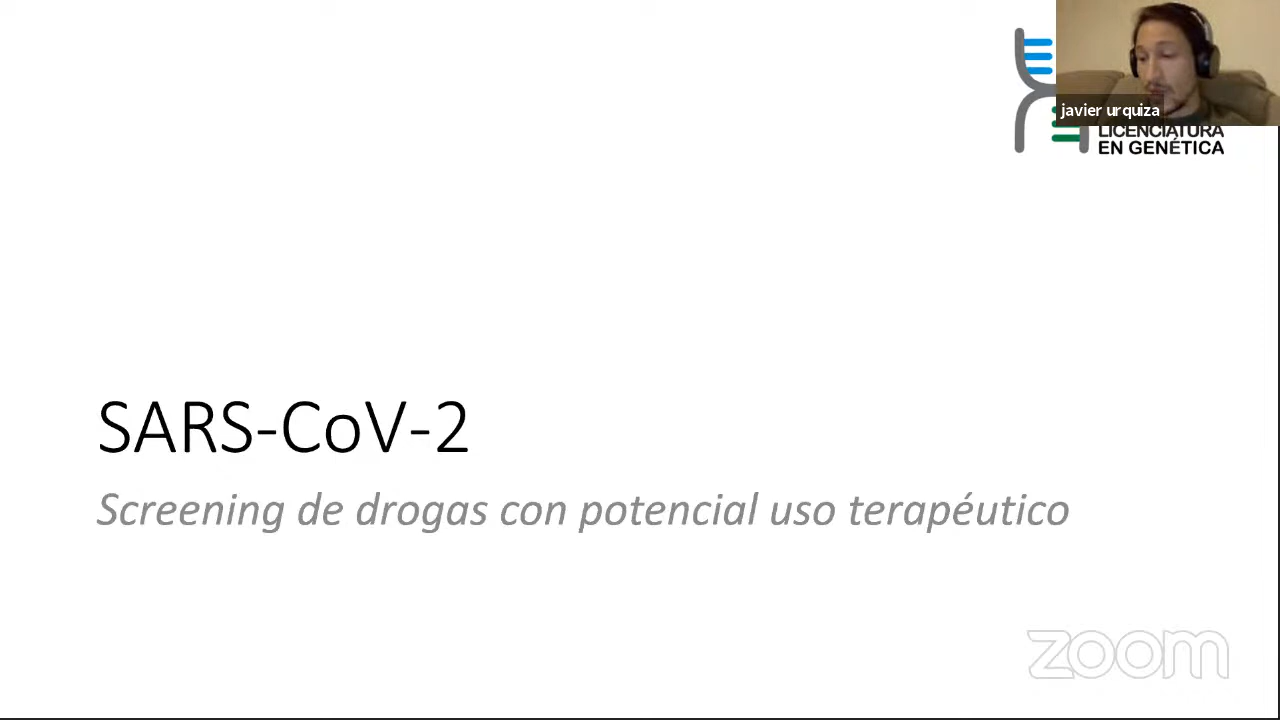 javier urquiza
LICENCIATURA
EN GENÉTICA
SARS-CoV-2
Screening de drogas con potencial uso terapéutico
zoom